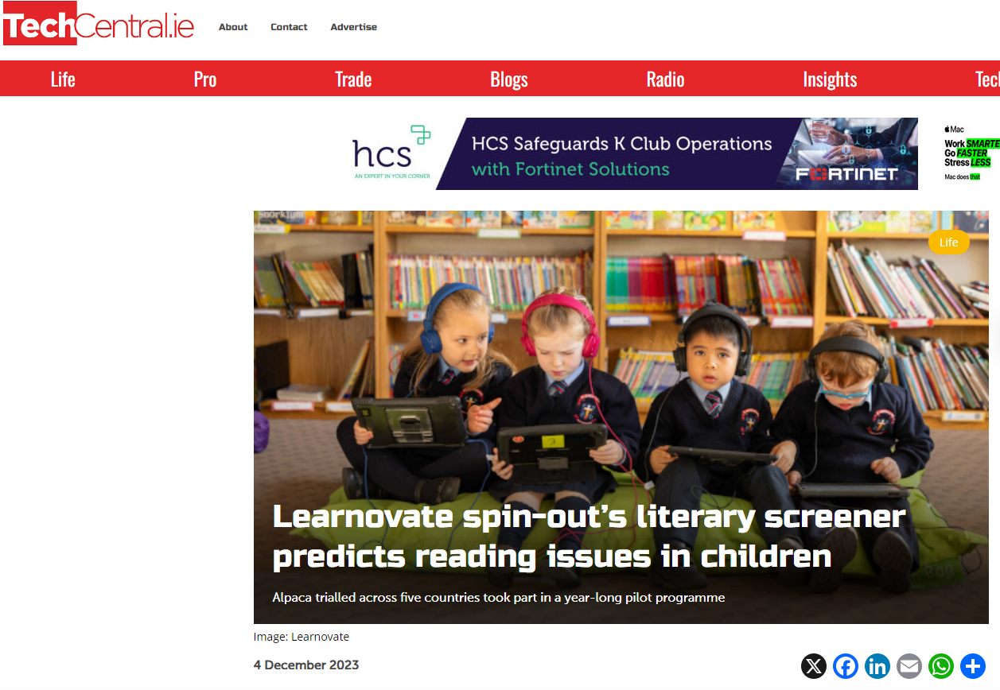 TechCentral.ie
About Contact Advertise
Life Pro Trade Blogs Radio Insights Tec
hcs
AN EXPERT IN YOUR CORNER
HCS Safeguards K Club Operations
with Fortinet Solutions
FORTINET
Mac
Work SMARTE
Go FASTER
Stress LESS
Mac does that
Life
3
Learnovate spin-out’s literary screener
predicts reading issues in children
Alpaca trialled across five countries took part in a year-long pilot programme
Image: Learnovate
4 December 2023